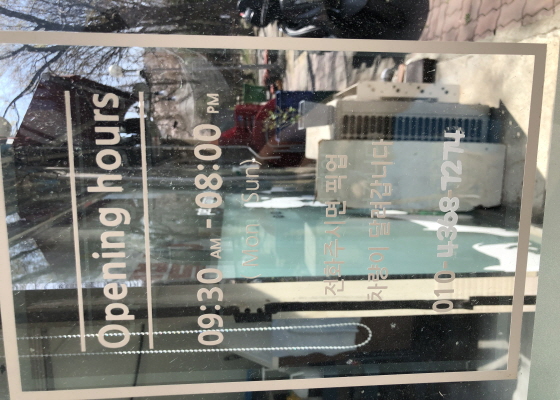 Opening hours
09:30 AM - 08:00 PM
Mon (Sun)
전화주시면 픽업
차량이 달려갑니다
010-4368-7274